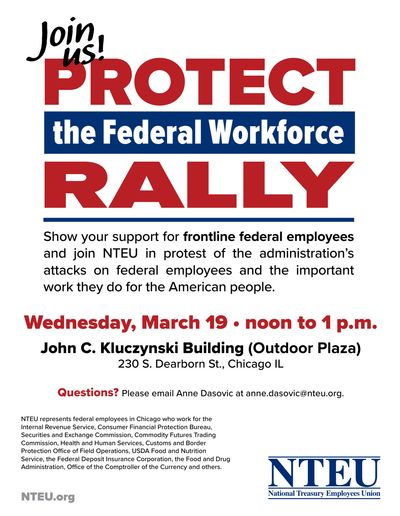 Join
us!
PROTECT
the Federal Workforce
RALLY
Show your support for frontline federal employees
and join NTEU in protest of the administration's
attacks on federal employees and the important
work they do for the American people.
Wednesday, March 19 • noon to 1 p.m.
John C. Kluczynski Building (Outdoor Plaza)
230 S. Dearborn St., Chicago IL
Questions? Please email Anne Dasovic at anne.dasovic@nteu.org.
NTEU represents federal employees in Chicago who work for the
Internal Revenue Service, Consumer Financial Protection Bureau,
Securities and Exchange Commission, Commodity Futures Trading
Commission, Health and Human Services, Customs and Border
Protection Office of Field Operations, USDA Food and Nutrition
Service, the Federal Deposit Insurance Corporation, the Food and Drug
Administration, Office of the Comptroller of the Currency and others.
NTEU
National Treasury Employees Union
NTEU.org